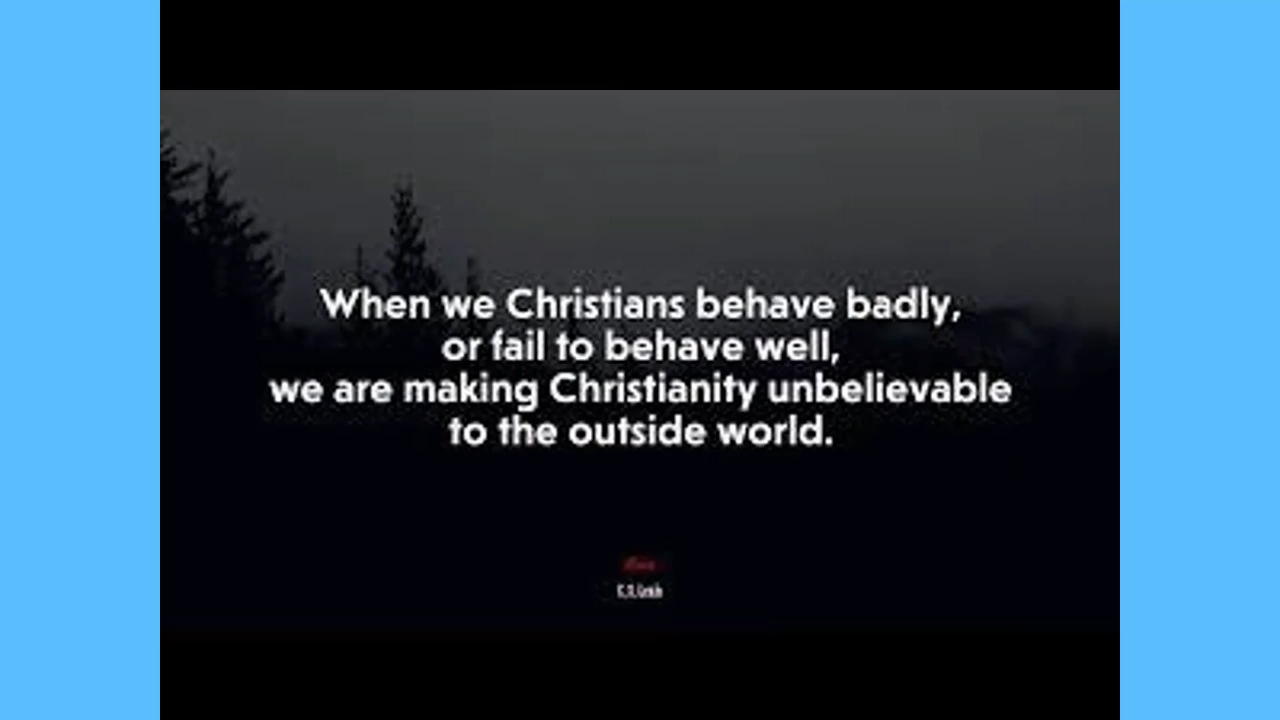 When we Christians behave badly,
or fail to behave well,
we are making Christianity unbelievable
to the outside world.
C.S. Lewis